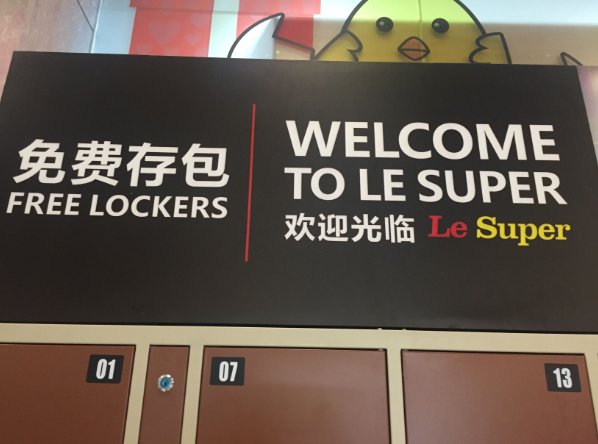 免费存包
FREE LOCKERS
WELCOME
TO LE SUPER
欢迎光临 Le Super
01
07
13